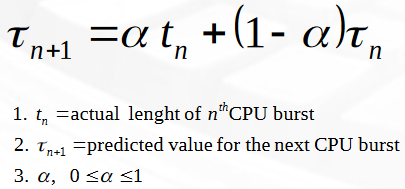 τₙ₊₁ =α tₙ +(1- α)τₙ
1. tₙ =actual lenght of nᵗʰCPU burst
2. τₙ₊₁ =predicted value for the next CPU burst
3. α, 0≤α ≤1